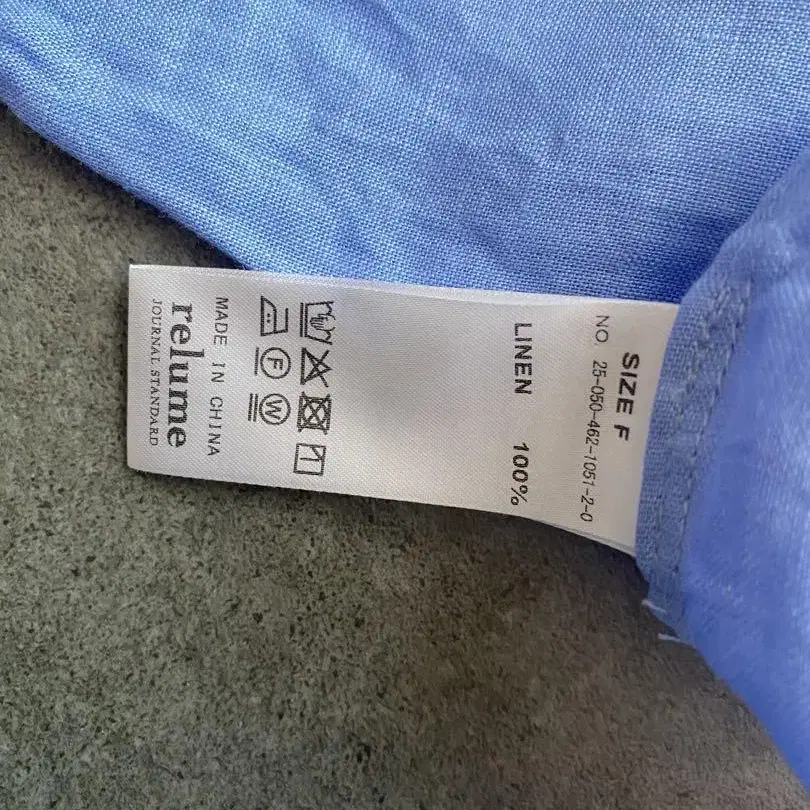 SIZE F
NO. 25-050-462-1051-2-0
LINEN 100%
F W
MADE IN CHINA
relume
JOURNAL STANDARD